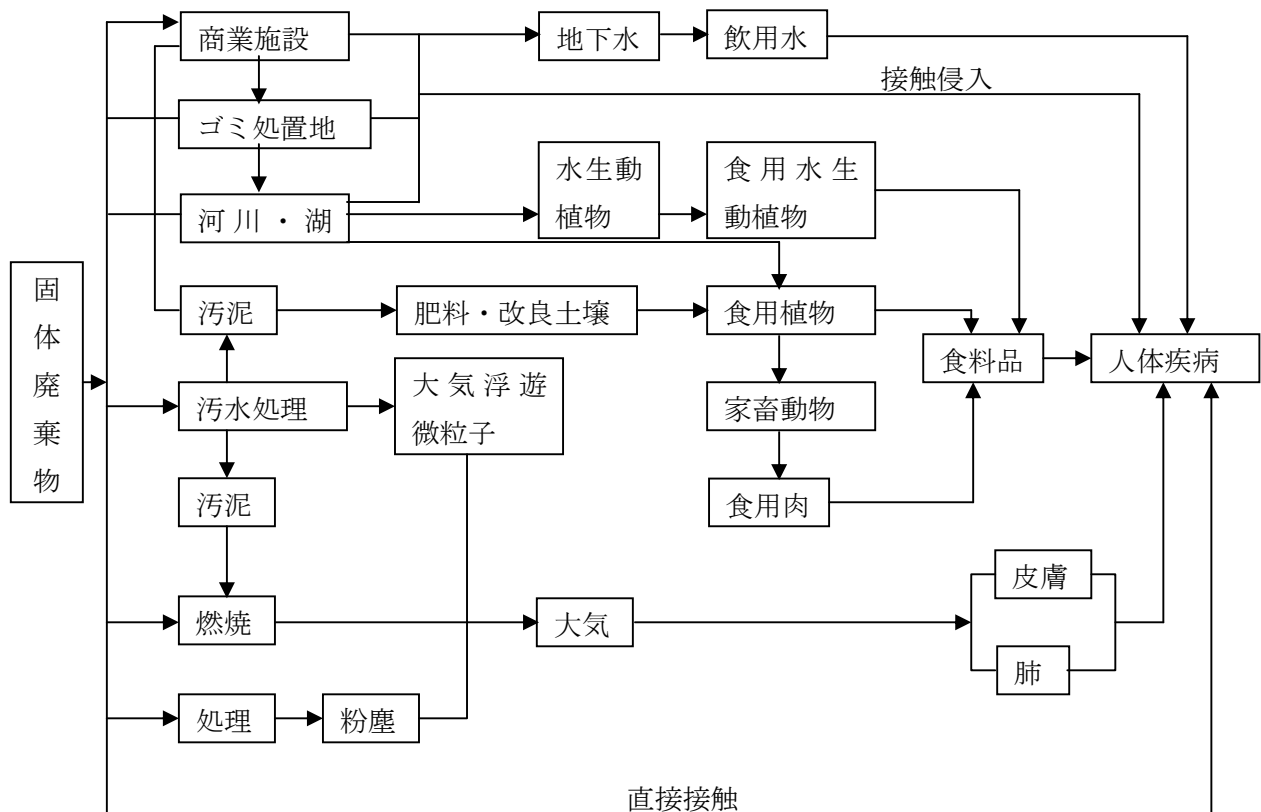 商業施設
地下水
飲用水
接触侵入
ゴミ処置地
水生動
植物
食用水生
動植物
河川・湖
固
体
廃
棄
物
汚泥
肥料・改良土壌
食用植物
食料品
人体疾病
大気浮遊
微粒子
汚水処理
家畜動物
汚泥
食用肉
皮膚
燃焼
大気
肺
処理
粉塵
直接接触